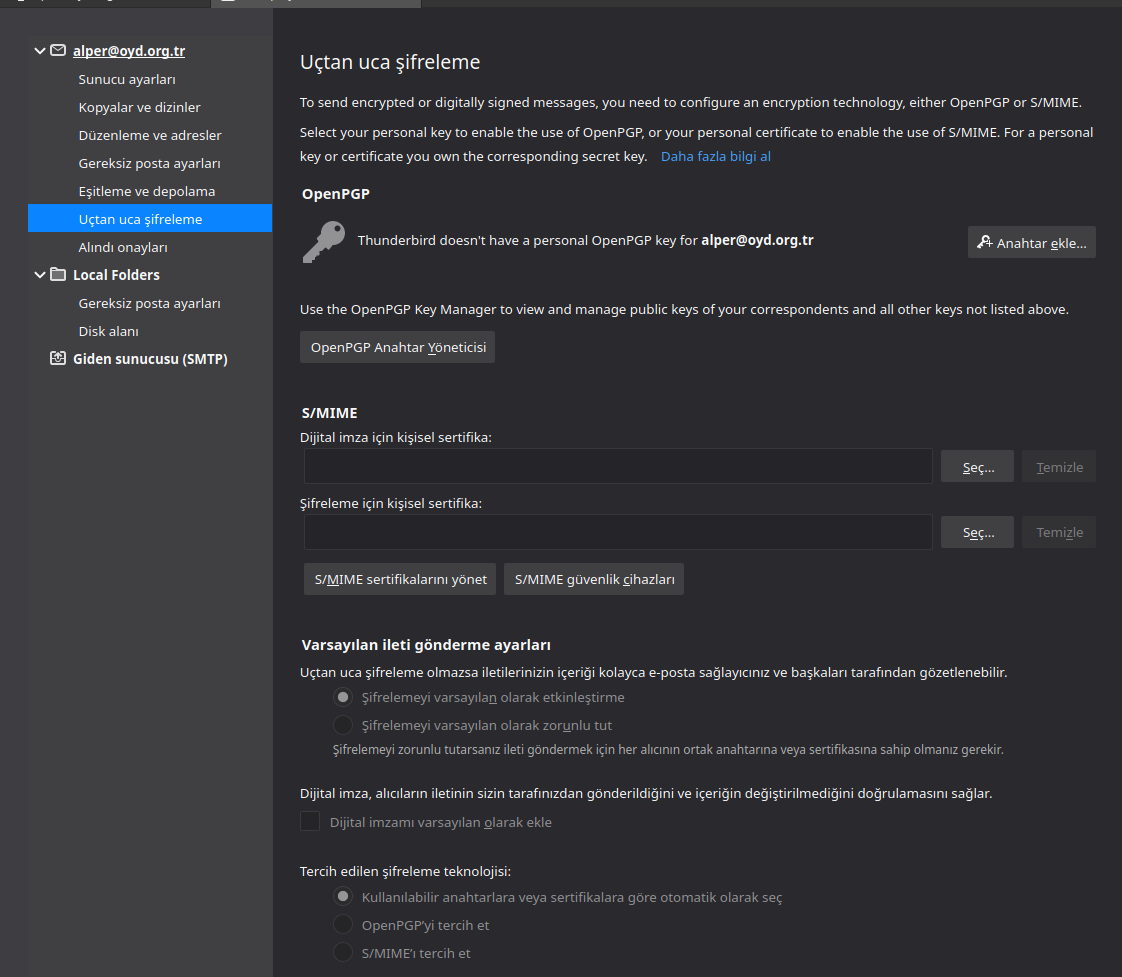 alper@oyd.org.tr
Sunucu ayarları
Kopyalar ve dizinler
Düzenleme ve adresler
Gereksiz posta ayarları
Eşitleme ve depolama
Uçtan uca şifreleme
Alındı onayları
Local Folders
Gereksiz posta ayarları
Disk alanı
Giden sunucusu (SMTP)
Uçtan uca şifreleme
To send encrypted or digitally signed messages, you need to configure an encryption technology, either OpenPGP or S/MIME.
Select your personal key to enable the use of OpenPGP, or your personal certificate to enable the use of S/MIME. For a personal
key or certificate you own the corresponding secret key. Daha fazla bilgi al
OpenPGP
Thunderbird doesn't have a personal OpenPGP key for alper@oyd.org.tr
Anahtar ekle...
Use the OpenPGP Key Manager to view and manage public keys of your correspondents and all other keys not listed above.
OpenPGP Anahtar Yöneticisi
S/MIME
Dijital imza için kişisel sertifika:
Seç... Temizle
Şifreleme için kişisel sertifika:
Seç... Temizle
S/MIME sertifikalarını yönet S/MIME güvenlik cihazları
Varsayılan ileti gönderme ayarları
Uçtan uca şifreleme olmazsa iletilerinizin içeriği kolayca e-posta sağlayıcınız ve başkaları tarafından gözetlenebilir.
Şifrelemeyi varsayılan olarak etkinleştirme
Şifrelemeyi varsayılan olarak zorunlu tut
Şifrelemeyi zorunlu tutarsanız ileti göndermek için her alıcının ortak anahtarına veya sertifikasına sahip olmanız gerekir.
Dijital imza, alıcıların iletinin sizin tarafınızdan gönderildiğini ve içeriğin değiştirilmediğini doğrulamasını sağlar.
Dijital imzamı varsayılan olarak ekle
Tercih edilen şifreleme teknolojisi:
Kullanılabilir anahtarlara veya sertifikalara göre otomatik olarak seç
OpenPGP'yi tercih et
S/MIME'ı tercih et